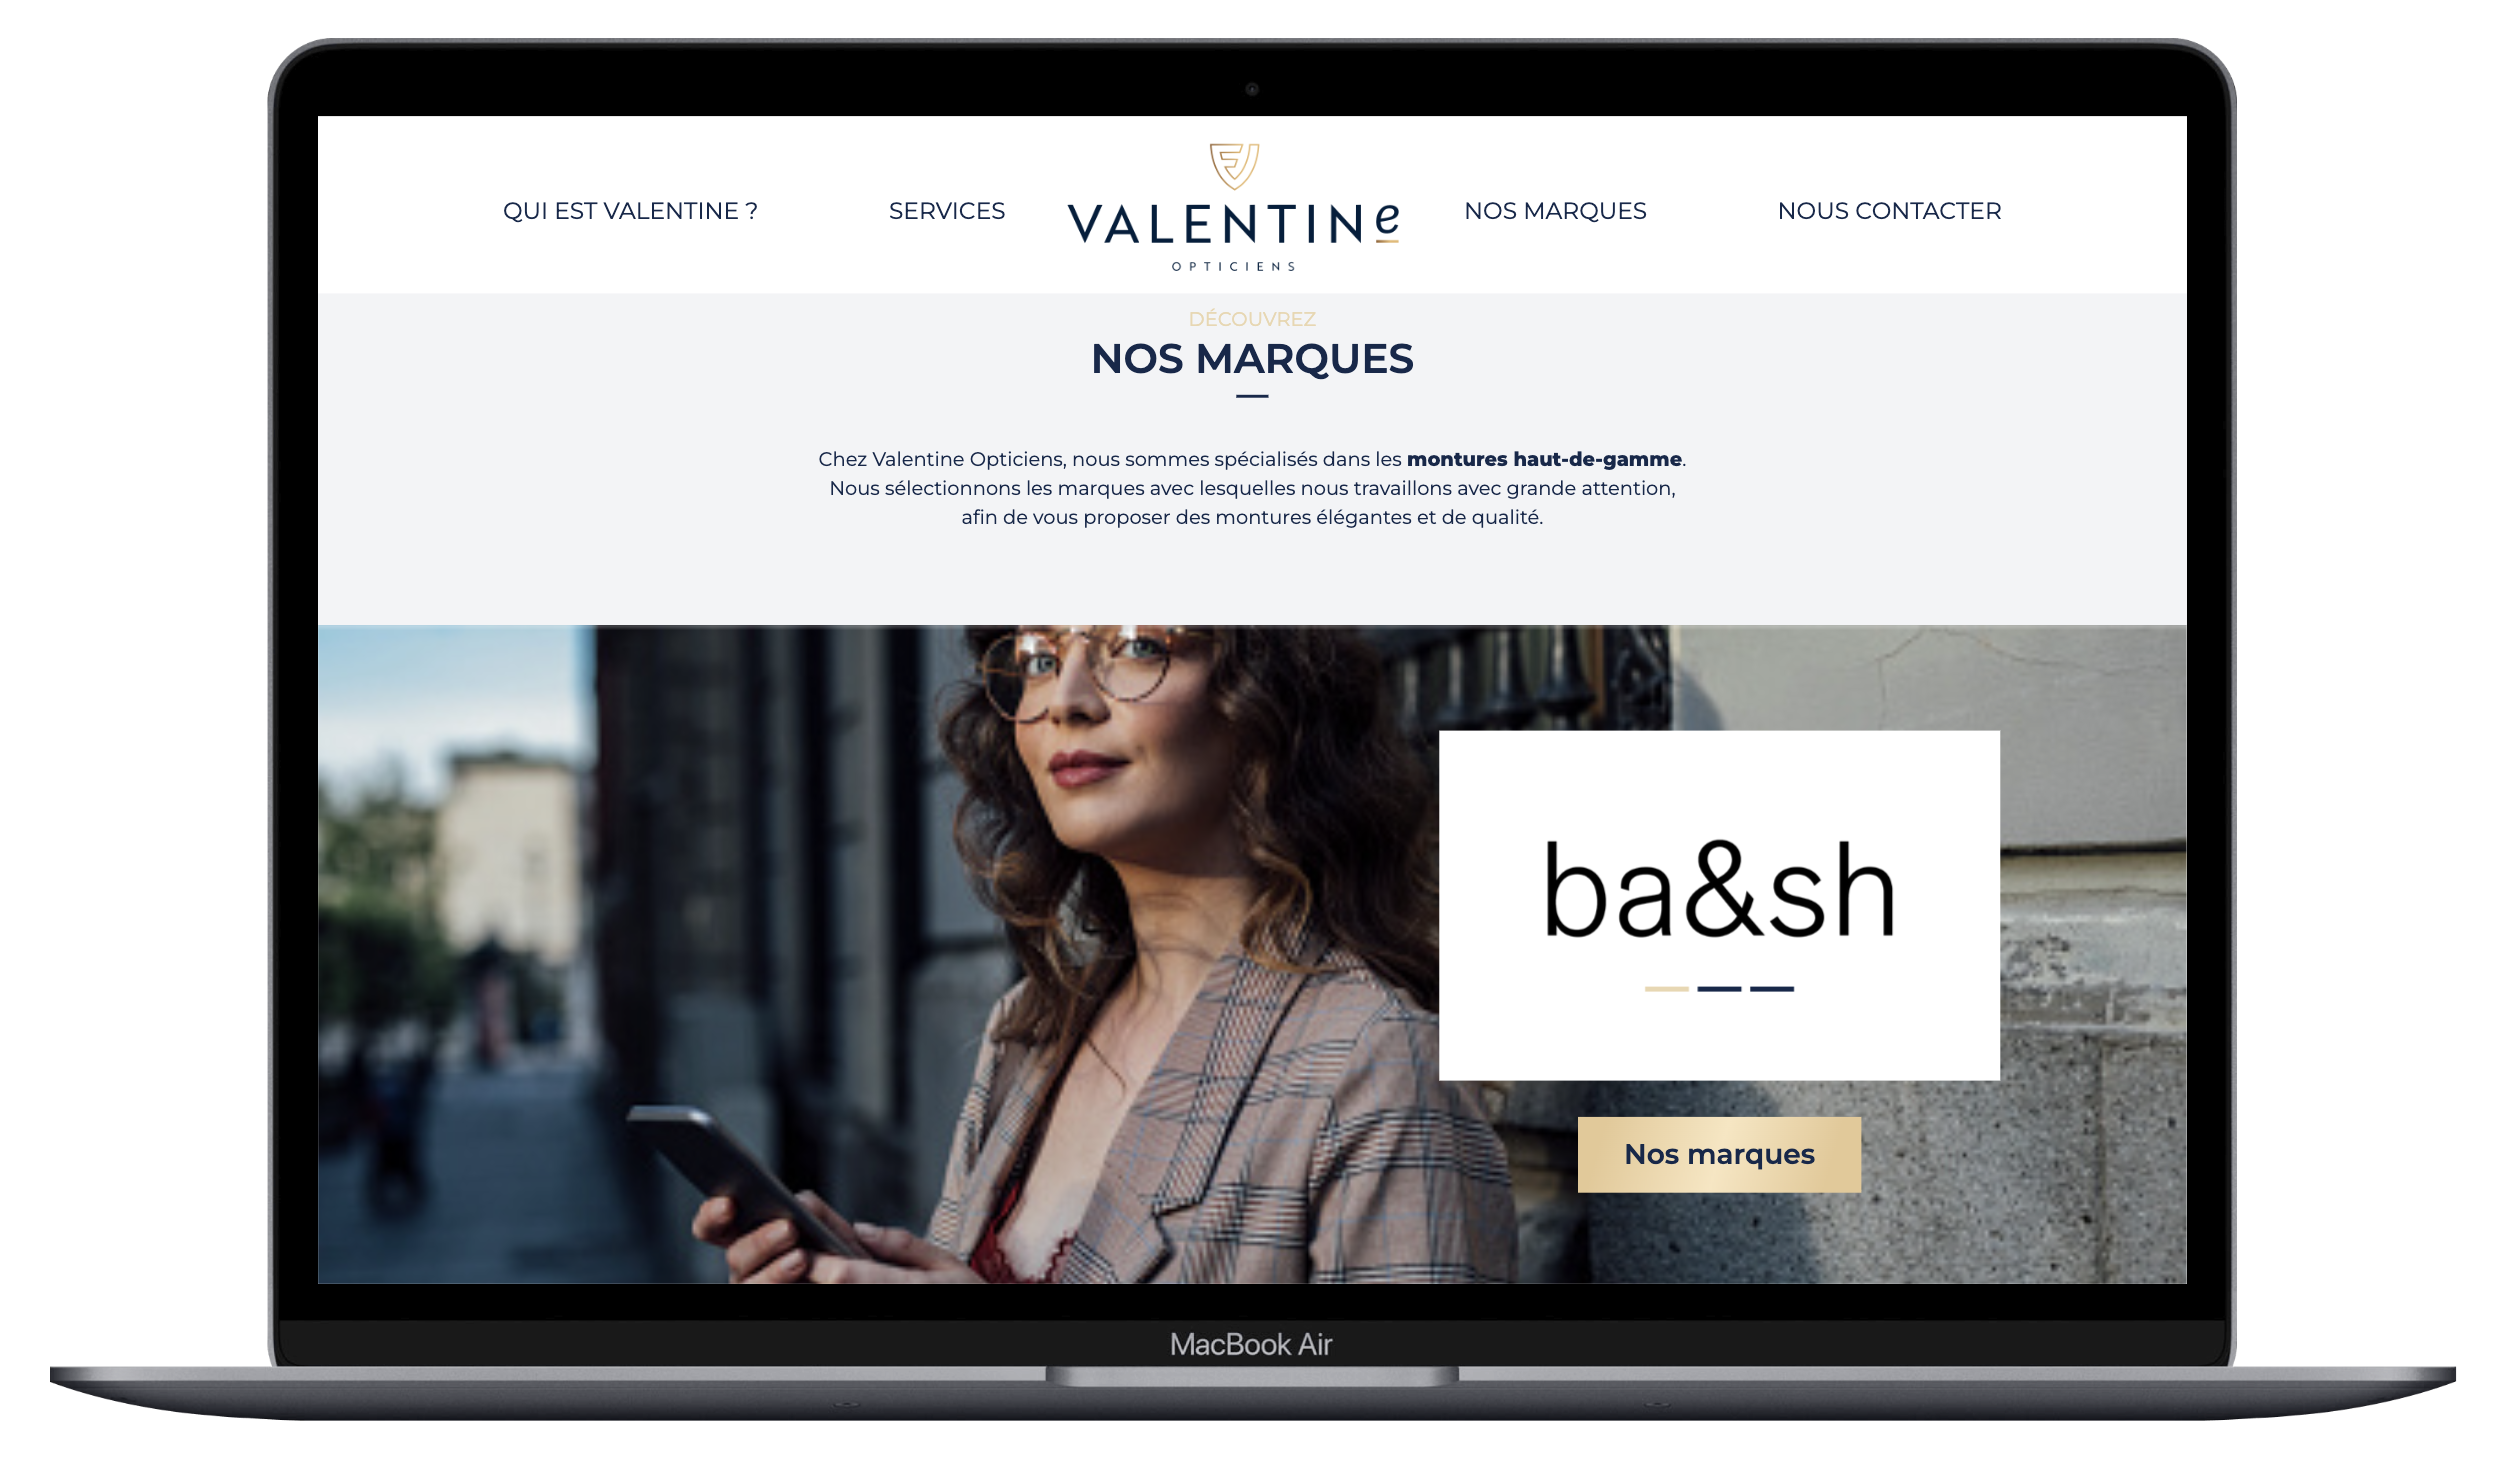 QUI EST VALENTINE ?
SERVICES
VALENTINe
OPTICIENS
NOS MARQUES
NOUS CONTACTER
DÉCOUVREZ
NOS MARQUES
Chez Valentine Opticiens, nous sommes spécialisés dans les montures haut-de-gamme.
Nous sélectionnons les marques avec lesquelles nous travaillons avec grande attention,
afin de vous proposer des montures élégantes et de qualité.
ba&sh
Nos marques
MacBook Air